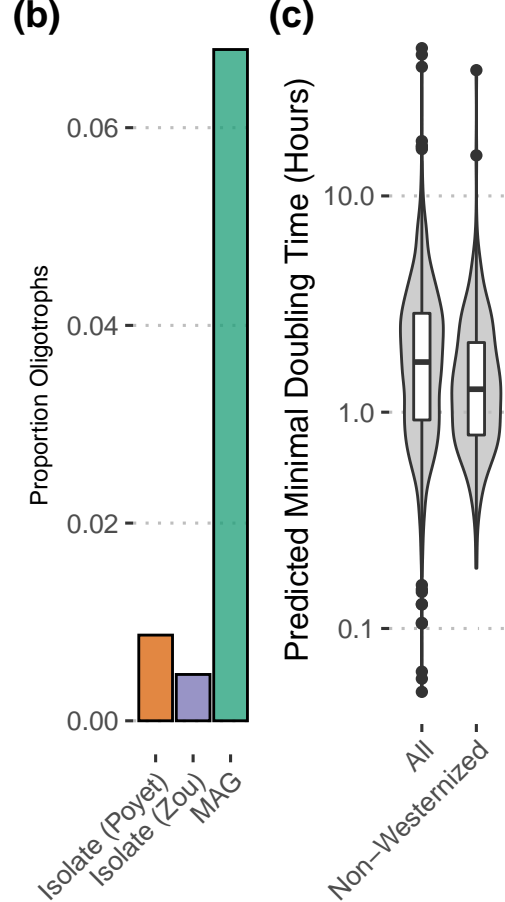 (b)
Proportion Oligotrophs
0.06
0.04
0.02
0.00
Isolate (Poyet)
Isolate (Zou)
MAG
(c)
Predicted Minimal Doubling Time (Hours)
10.0
1.0
0.1
All
Non−Westernized